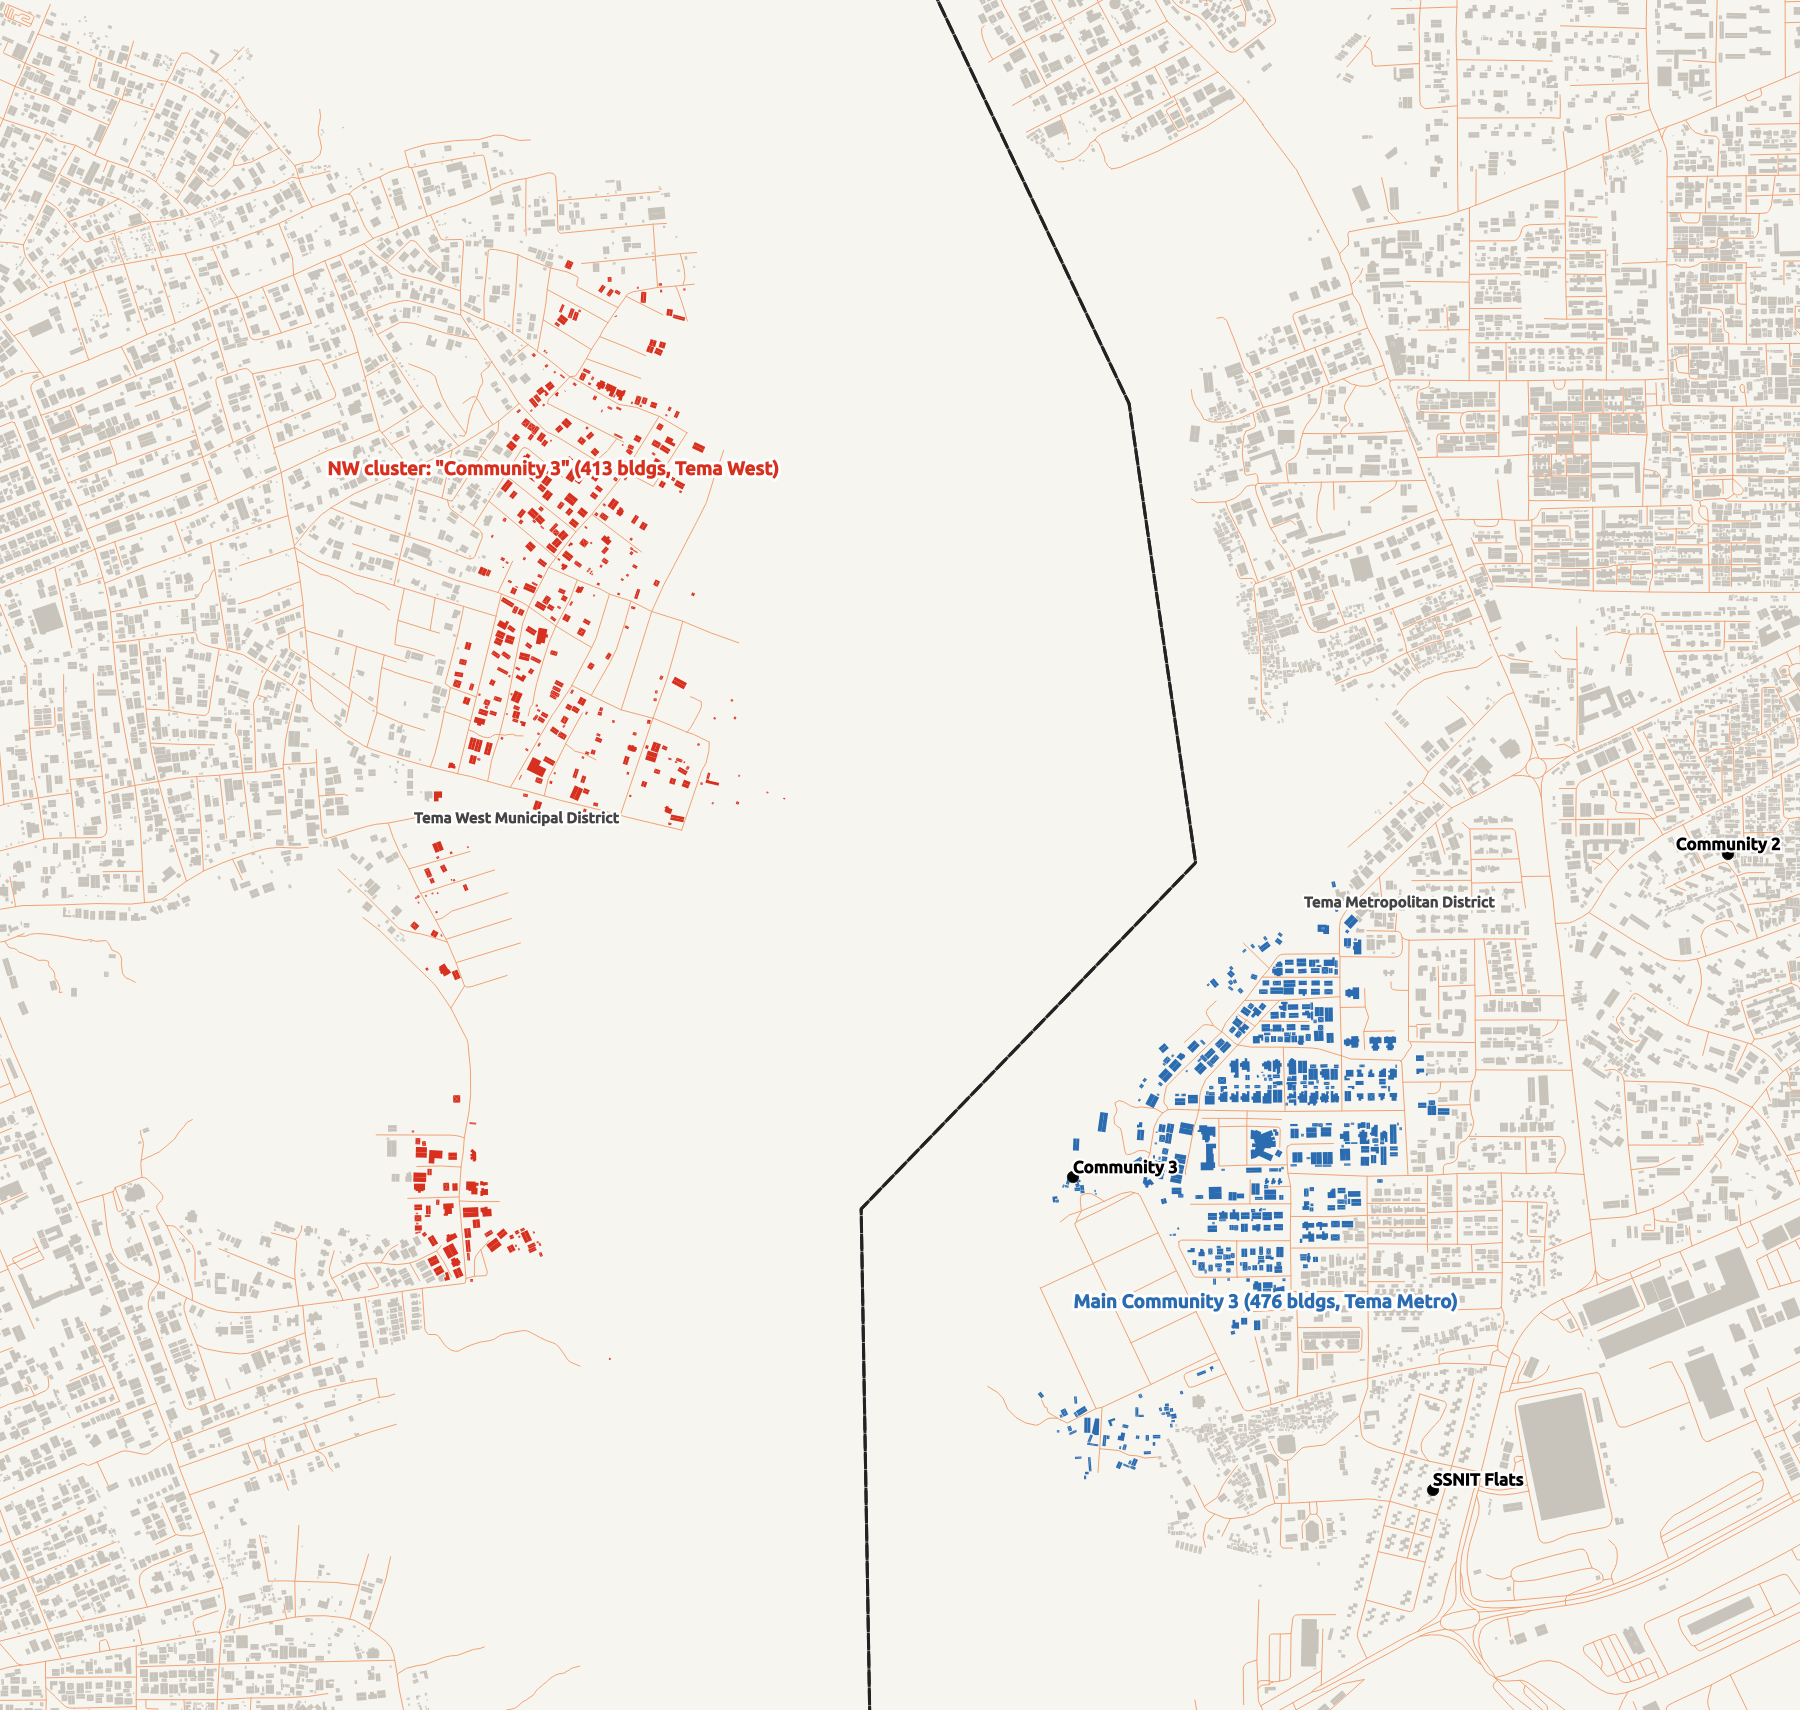 NW cluster: "Community 3" (413 bldgs, Tema West)
Tema West Municipal District
Community 2
Tema Metropolitan District
Community 3
Main Community 3 (476 bldgs, Tema Metro)
SSNIT Flats